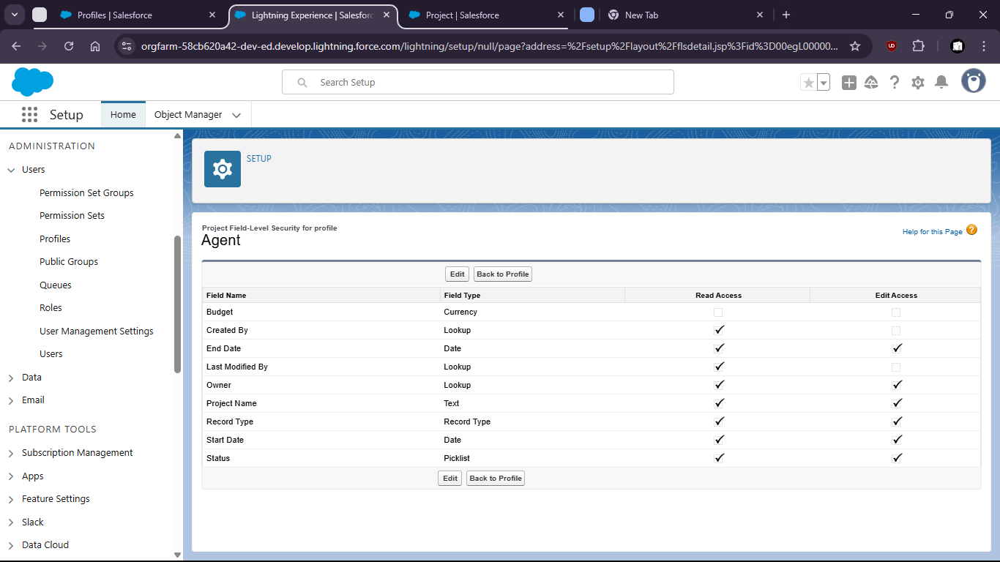 Profiles | Salesforce
Lightning Experience | Salesforc
Project | Salesforce
New Tab
orgfarm-58cb620a42-dev-ed.develop.lightning.force.com/lightning/setup/null/page?address=%2Fsetup%2Flayout%2Fflsdetail.jsp%3Fid%3D00egL00000...
Search Setup
Setup
Home
Object Manager
ADMINISTRATION
Users
Permission Set Groups
Permission Sets
Profiles
Public Groups
Queues
Roles
User Management Settings
Users
Data
Email
PLATFORM TOOLS
Subscription Management
Apps
Feature Settings
Slack
Data Cloud
SETUP
Project Field-Level Security for profile
Agent
Help for this Page ?
Edit Back to Profile
Field Name Field Type Read Access Edit Access
Budget Currency
Created By Lookup
End Date Date
Last Modified By Lookup
Owner Lookup
Project Name Text
Record Type Record Type
Start Date Date
Status Picklist
Edit Back to Profile